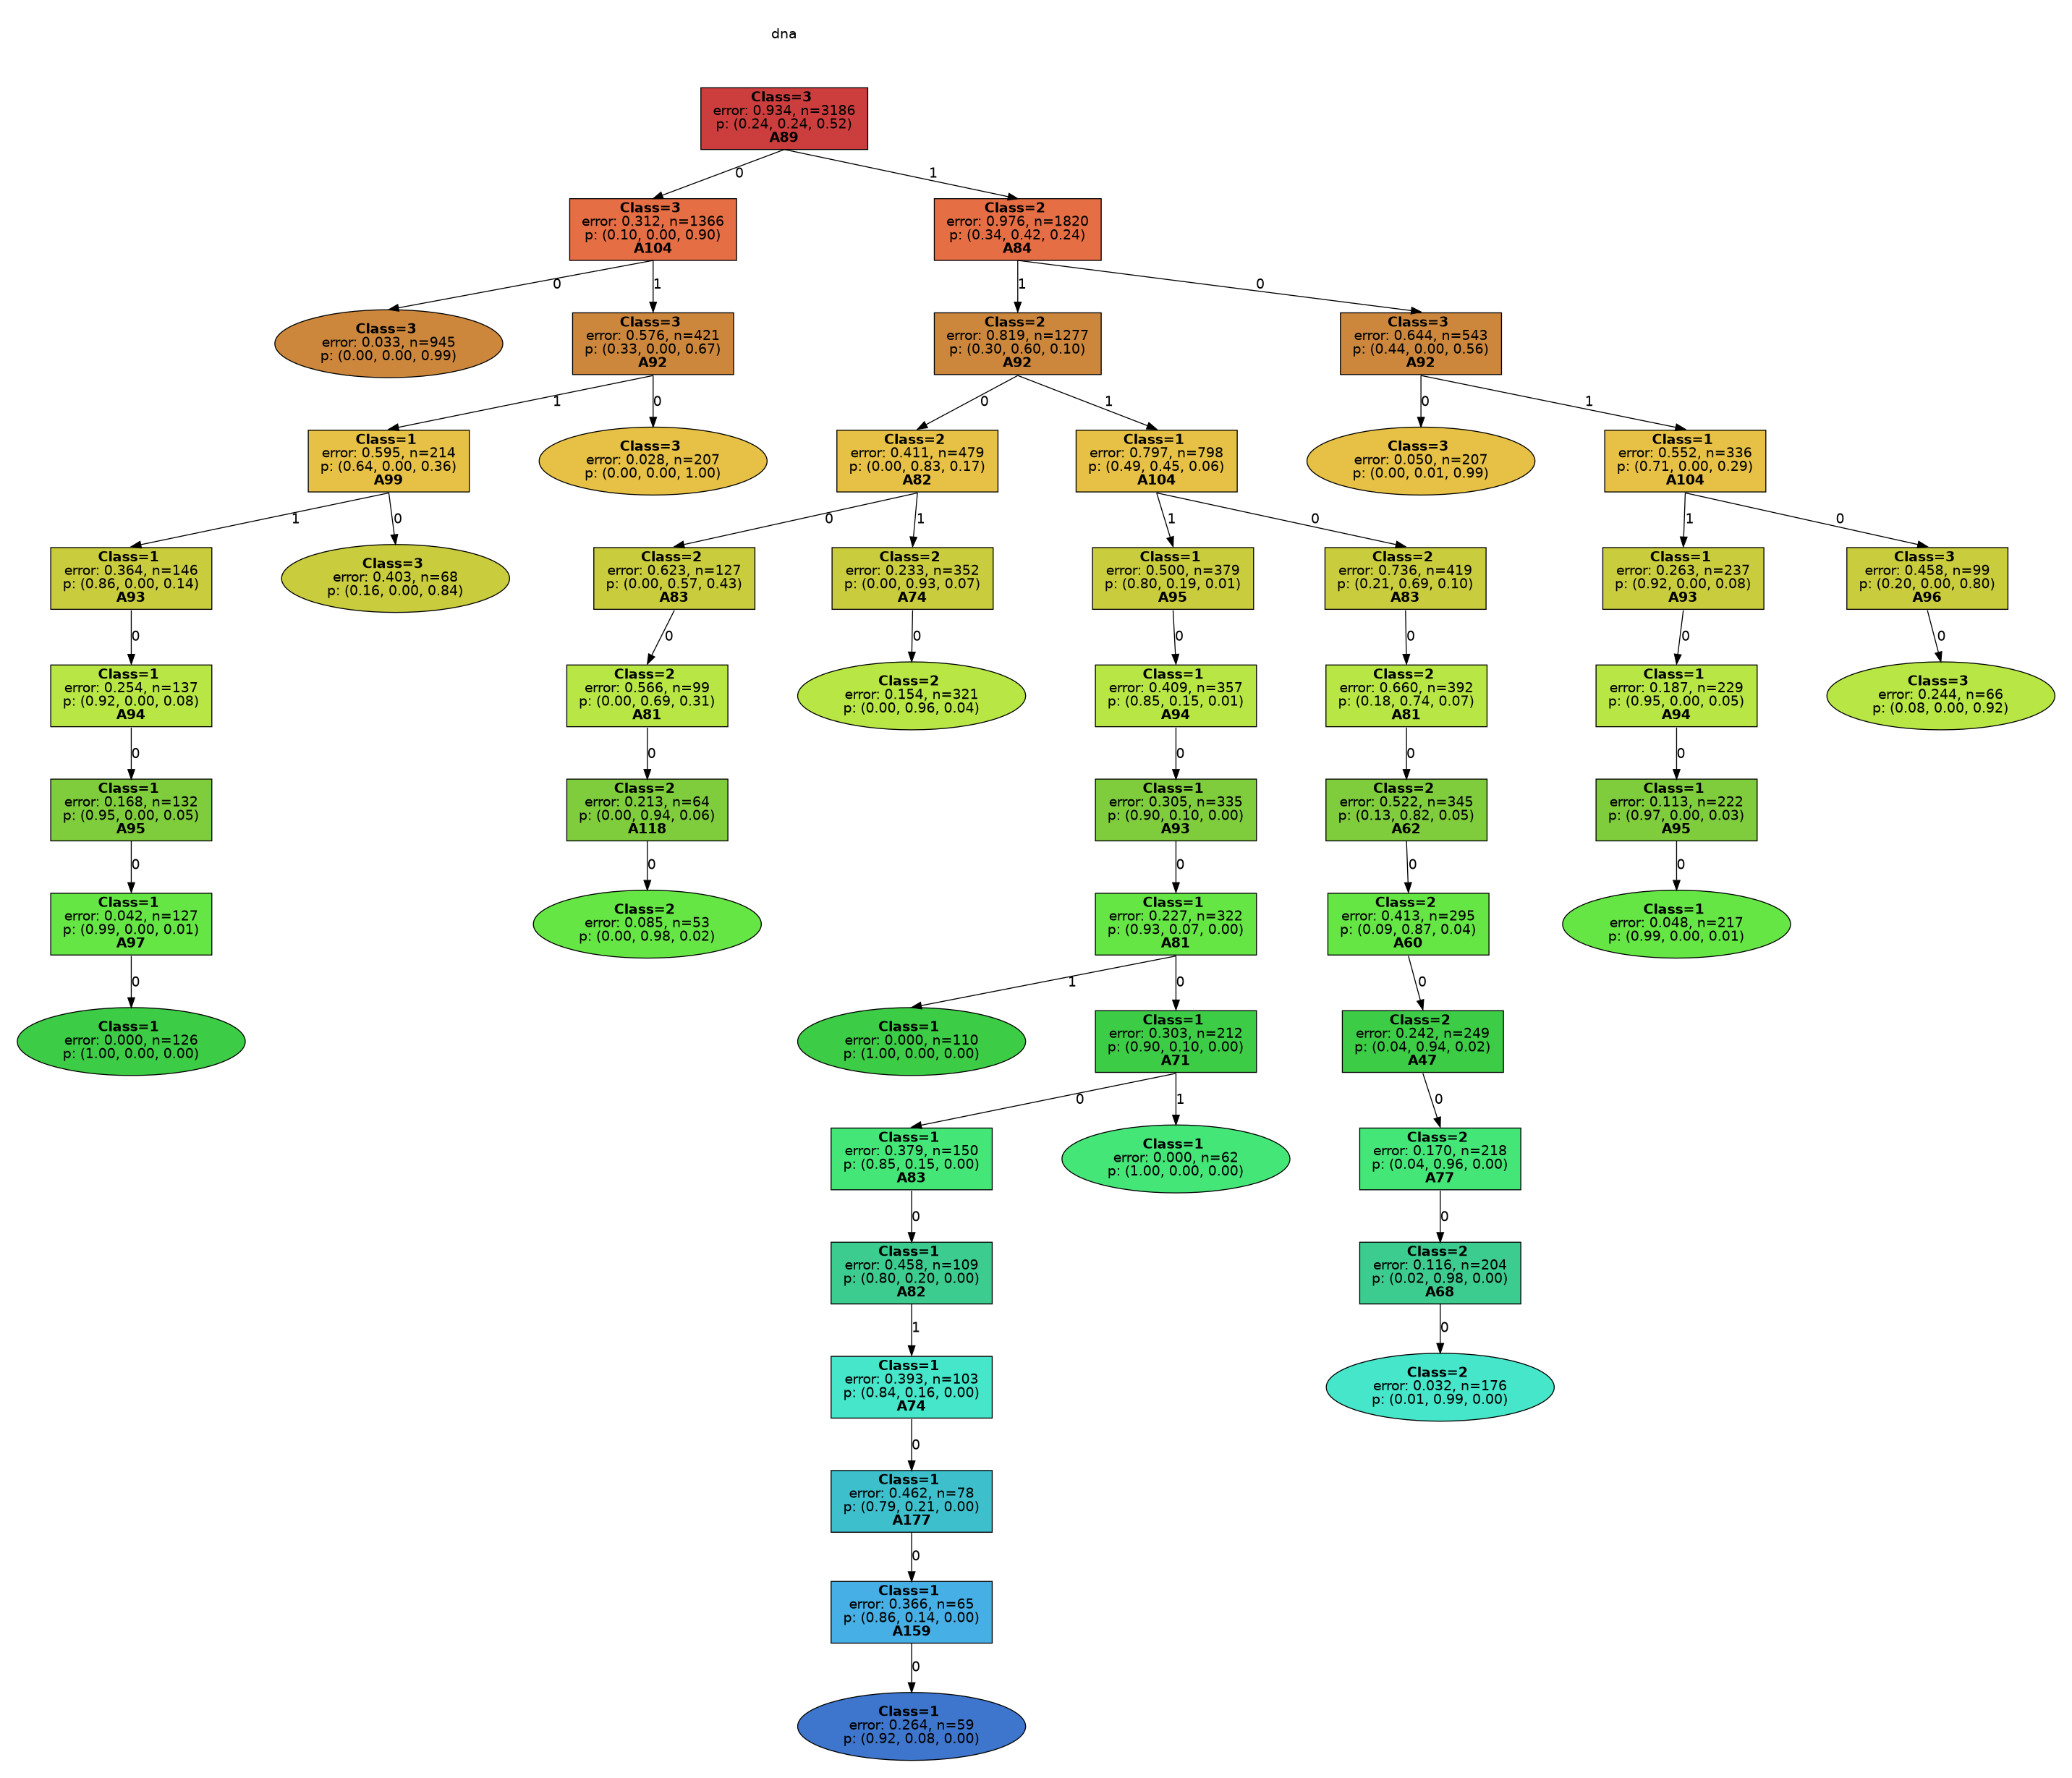 dna
Class=3
error: 0.934, n=3186
p: (0.24, 0.24, 0.52)
A89
0
1
Class=3
error: 0.312, n=1366
p: (0.10, 0.00, 0.90)
A104
Class=2
error: 0.976, n=1820
p: (0.34, 0.42, 0.24)
A84
0
1
1
0
Class=3
error: 0.033, n=945
p: (0.00, 0.00, 0.99)
Class=3
error: 0.576, n=421
p: (0.33, 0.00, 0.67)
A92
Class=2
error: 0.819, n=1277
p: (0.30, 0.60, 0.10)
A92
Class=3
error: 0.644, n=543
p: (0.44, 0.00, 0.56)
A92
1
0
0
1
0
1
Class=1
error: 0.595, n=214
p: (0.64, 0.00, 0.36)
A99
Class=3
error: 0.028, n=207
p: (0.00, 0.00, 1.00)
Class=2
error: 0.411, n=479
p: (0.00, 0.83, 0.17)
A82
Class=1
error: 0.797, n=798
p: (0.49, 0.45, 0.06)
A104
Class=3
error: 0.050, n=207
p: (0.00, 0.01, 0.99)
Class=1
error: 0.552, n=336
p: (0.71, 0.00, 0.29)
A104
1
0
0
1
1
0
1
0
Class=1
error: 0.364, n=146
p: (0.86, 0.00, 0.14)
A93
Class=3
error: 0.403, n=68
p: (0.16, 0.00, 0.84)
Class=2
error: 0.623, n=127
p: (0.00, 0.57, 0.43)
A83
Class=2
error: 0.233, n=352
p: (0.00, 0.93, 0.07)
A74
Class=1
error: 0.500, n=379
p: (0.80, 0.19, 0.01)
A95
Class=2
error: 0.736, n=419
p: (0.21, 0.69, 0.10)
A83
Class=1
error: 0.263, n=237
p: (0.92, 0.00, 0.08)
A93
Class=3
error: 0.458, n=99
p: (0.20, 0.00, 0.80)
A96
0
0
0
0
0
0
0
Class=1
error: 0.254, n=137
p: (0.92, 0.00, 0.08)
A94
Class=2
error: 0.566, n=99
p: (0.00, 0.69, 0.31)
A81
Class=2
error: 0.154, n=321
p: (0.00, 0.96, 0.04)
Class=1
error: 0.409, n=357
p: (0.85, 0.15, 0.01)
A94
Class=2
error: 0.660, n=392
p: (0.18, 0.74, 0.07)
A81
Class=1
error: 0.187, n=229
p: (0.95, 0.00, 0.05)
A94
Class=3
error: 0.244, n=66
p: (0.08, 0.00, 0.92)
0
0
0
0
0
Class=1
error: 0.168, n=132
p: (0.95, 0.00, 0.05)
A95
Class=2
error: 0.213, n=64
p: (0.00, 0.94, 0.06)
A118
Class=1
error: 0.305, n=335
p: (0.90, 0.10, 0.00)
A93
Class=2
error: 0.522, n=345
p: (0.13, 0.82, 0.05)
A62
Class=1
error: 0.113, n=222
p: (0.97, 0.00, 0.03)
A95
0
0
0
0
0
Class=1
error: 0.042, n=127
p: (0.99, 0.00, 0.01)
A97
Class=2
error: 0.085, n=53
p: (0.00, 0.98, 0.02)
Class=1
error: 0.227, n=322
p: (0.93, 0.07, 0.00)
A81
Class=2
error: 0.413, n=295
p: (0.09, 0.87, 0.04)
A60
Class=1
error: 0.048, n=217
p: (0.99, 0.00, 0.01)
0
1
0
0
Class=1
error: 0.000, n=126
p: (1.00, 0.00, 0.00)
Class=1
error: 0.000, n=110
p: (1.00, 0.00, 0.00)
Class=1
error: 0.303, n=212
p: (0.90, 0.10, 0.00)
A71
Class=2
error: 0.242, n=249
p: (0.04, 0.94, 0.02)
A47
0
1
0
Class=1
error: 0.379, n=150
p: (0.85, 0.15, 0.00)
A83
Class=1
error: 0.000, n=62
p: (1.00, 0.00, 0.00)
Class=2
error: 0.170, n=218
p: (0.04, 0.96, 0.00)
A77
0
0
Class=1
error: 0.458, n=109
p: (0.80, 0.20, 0.00)
A82
Class=2
error: 0.116, n=204
p: (0.02, 0.98, 0.00)
A68
1
0
Class=1
error: 0.393, n=103
p: (0.84, 0.16, 0.00)
A74
Class=2
error: 0.032, n=176
p: (0.01, 0.99, 0.00)
0
Class=1
error: 0.462, n=78
p: (0.79, 0.21, 0.00)
A177
0
Class=1
error: 0.366, n=65
p: (0.86, 0.14, 0.00)
A159
0
Class=1
error: 0.264, n=59
p: (0.92, 0.08, 0.00)